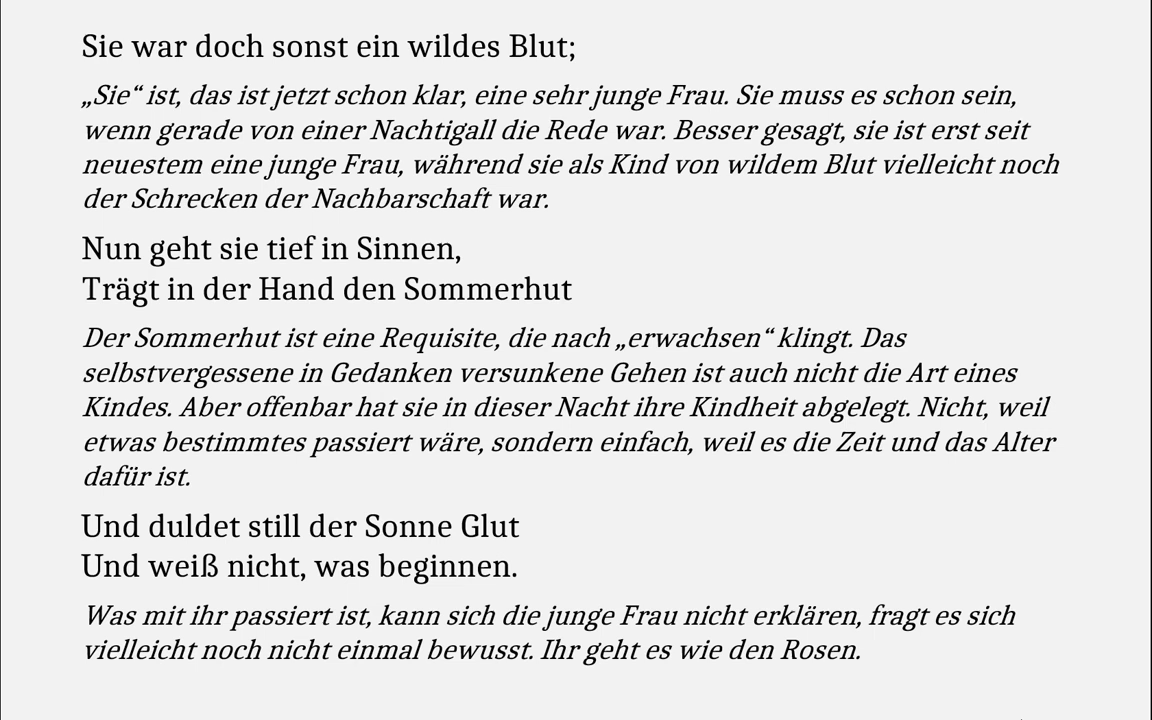 Sie war doch sonst ein wildes Blut;
„Sie“ ist, das ist jetzt schon klar, eine sehr junge Frau. Sie muss es schon sein,
wenn gerade von einer Nachtigall die Rede war. Besser gesagt, sie ist erst seit
neuestem eine junge Frau, während sie als Kind von wildem Blut vielleicht noch
der Schrecken der Nachbarschaft war.
Nun geht sie tief in Sinnen,
Trägt in der Hand den Sommerhut
Der Sommerhut ist eine Requisite, die nach „erwachsen“ klingt. Das
selbstvergessene in Gedanken versunkene Gehen ist auch nicht die Art eines
Kindes. Aber offenbar hat sie in dieser Nacht ihre Kindheit abgelegt. Nicht, weil
etwas bestimmtes passiert wäre, sondern einfach, weil es die Zeit und das Alter
dafür ist.
Und duldet still der Sonne Glut
Und weiß nicht, was beginnen.
Was mit ihr passiert ist, kann sich die junge Frau nicht erklären, fragt es sich
vielleicht noch nicht einmal bewusst. Ihr geht es wie den Rosen.